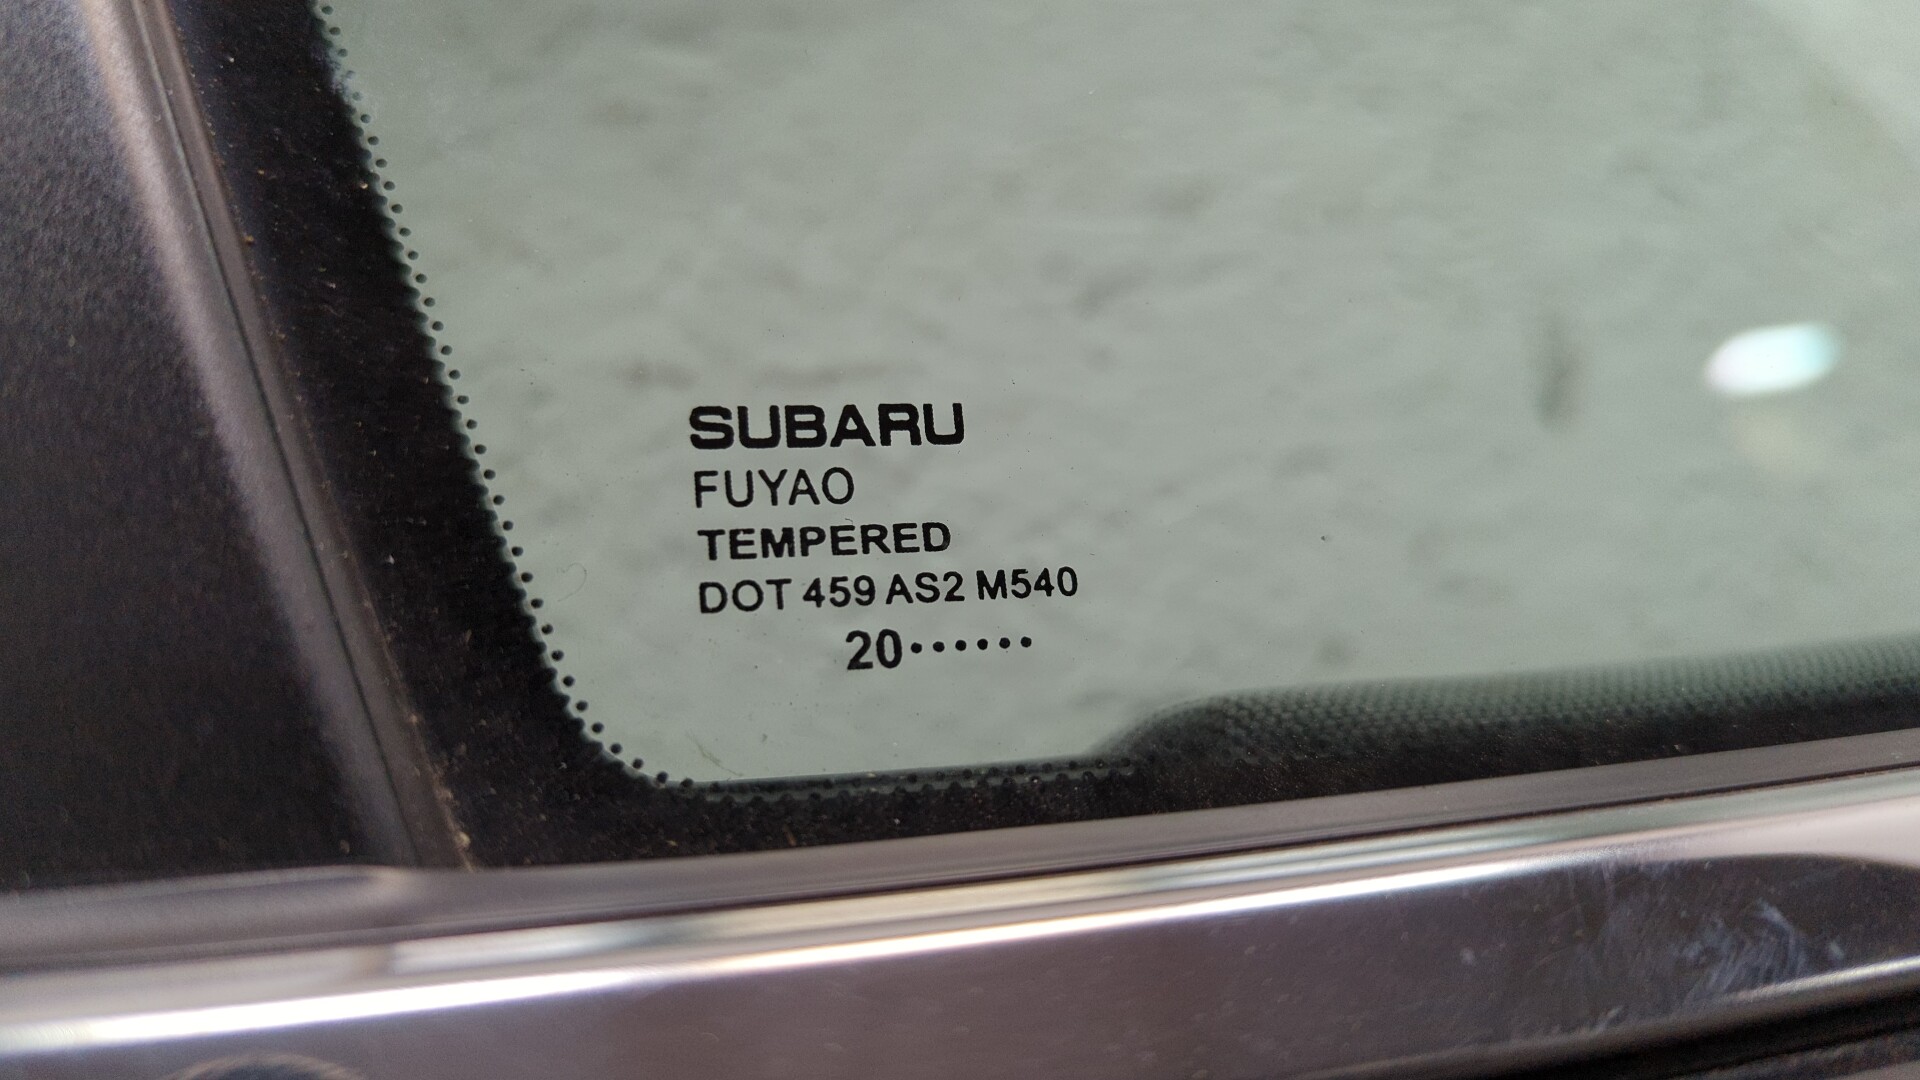 SUBARU
FUYAO
TEMPERED
DOT 459 AS2 M540
20······